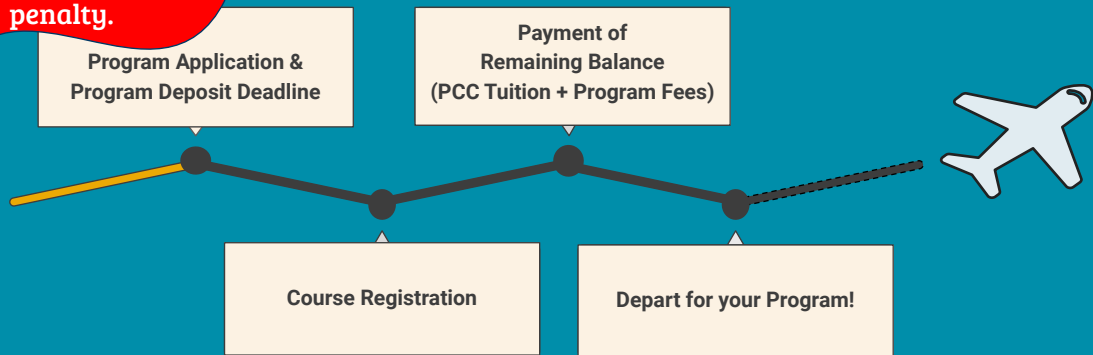 penalty.
Program Application &
Program Deposit Deadline
Payment of
Remaining Balance
(PCC Tuition + Program Fees)
Course Registration
Depart for your Program!